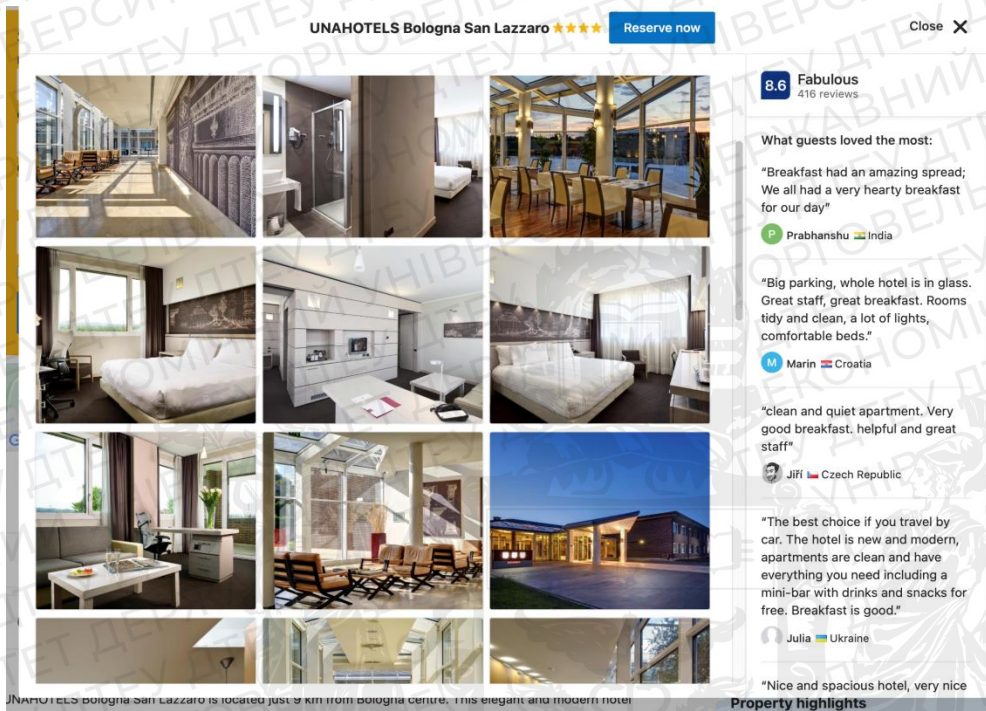 UNAHOTELS Bologna San Lazzaro
Reserve now
Close
8.6
Fabulous
416 reviews
What guests loved the most:
“Breakfast had an amazing spread;
We all had a very hearty breakfast
for our day”
P Prabhanshu India
“Big parking, whole hotel is in glass.
Great staff, great breakfast. Rooms
tidy and clean, a lot of lights,
comfortable beds.”
M Marin Croatia
“clean and quiet apartment. Very
good breakfast. helpful and great
staff”
Jiří Czech Republic
“The best choice if you travel by
car. The hotel is new and modern,
apartments are clean and have
everything you need including a
mini-bar with drinks and snacks for
free. Breakfast is good.”
Julia Ukraine
“Nice and spacious hotel, very nice
UNAHOTELS Bologna San Lazzaro is located just 9 km from Bologna centre. This elegant and modern hotel
Property highlights